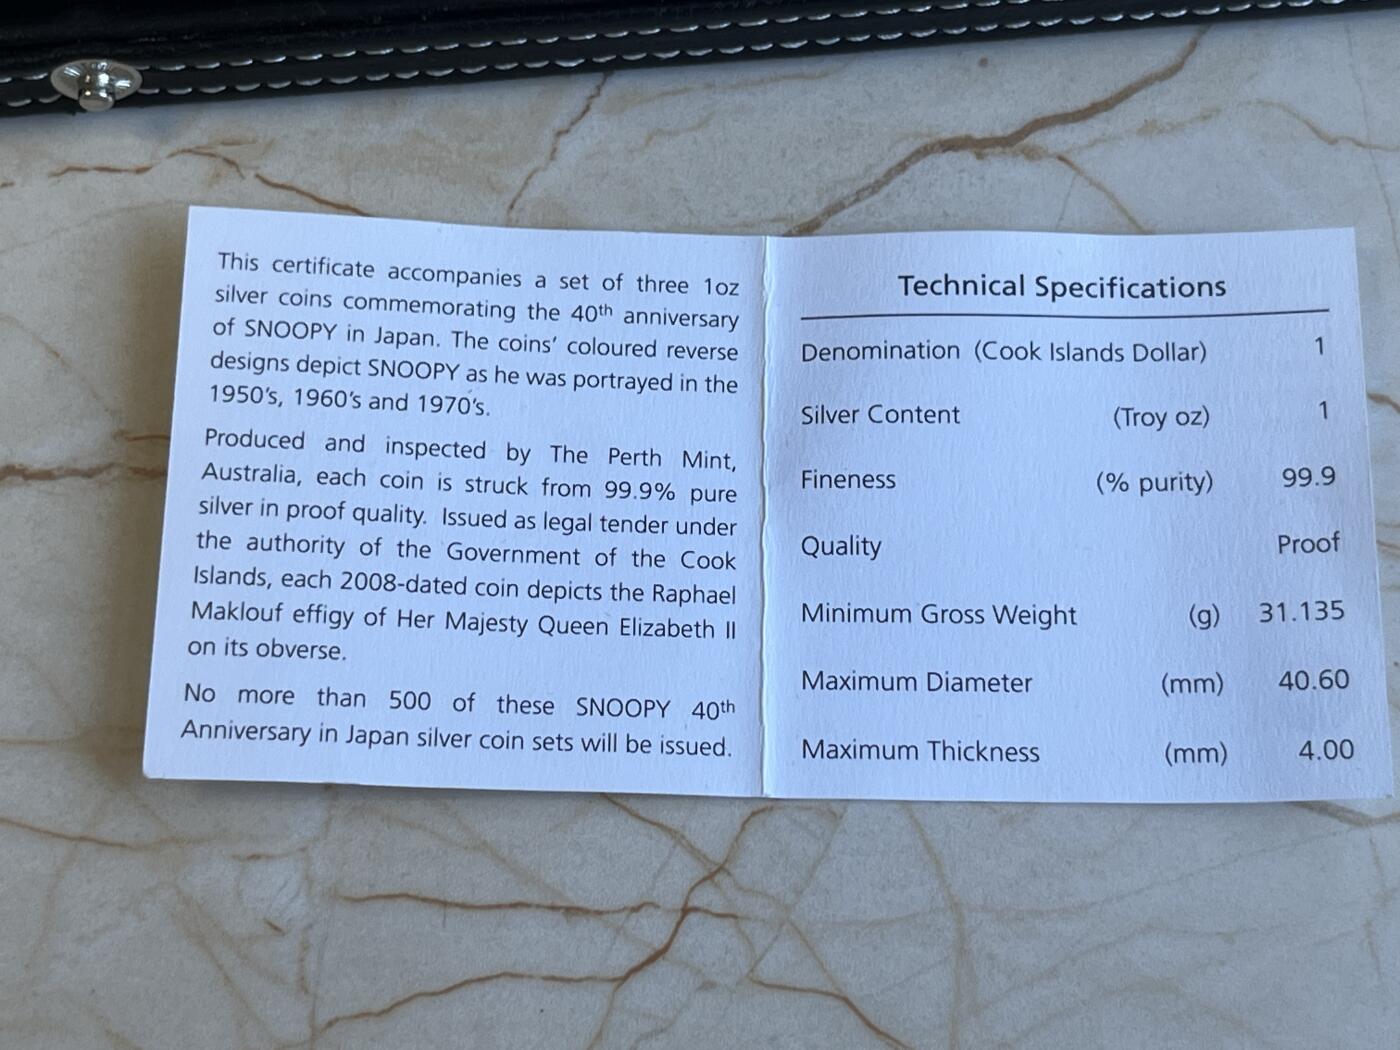 This certificate accompanies a set of three 1oz
silver coins commemorating the 40th anniversary
of SNOOPY in Japan. The coins' coloured reverse
designs depict SNOOPY as he was portrayed in the
1950's, 1960's and 1970's.
Produced and inspected by The Perth Mint,
Australia, each coin is struck from 99.9% pure
silver in proof quality. Issued as legal tender under
the authority of the Government of the Cook
Islands, each 2008-dated coin depicts the Raphael
Maklouf effigy of Her Majesty Queen Elizabeth II
on its obverse.
No more than 500 of these SNOOPY 40th
Anniversary in Japan silver coin sets will be issued.
Technical Specifications
Denomination (Cook Islands Dollar) 1
Silver Content (Troy oz) 1
Fineness (% purity) 99.9
Quality Proof
Minimum Gross Weight (g) 31.135
Maximum Diameter (mm) 40.60
Maximum Thickness (mm) 4.00